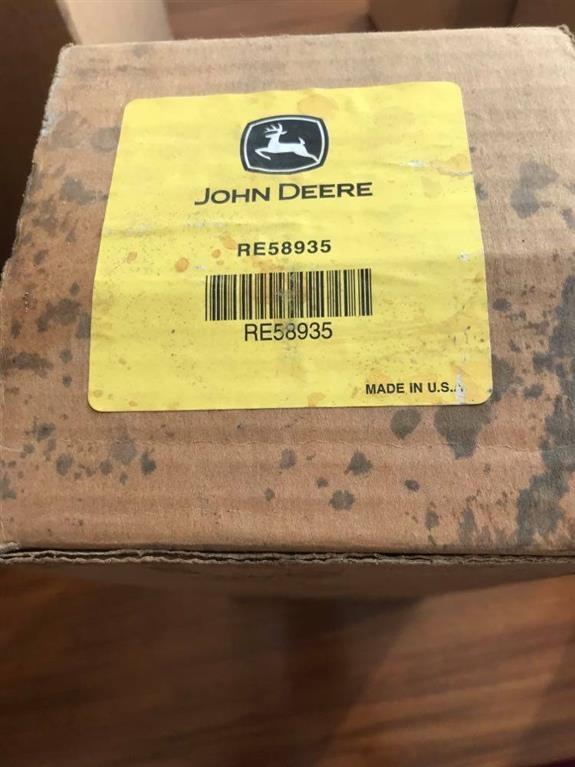 JOHN DEERE
RE58935
RE58935
MADE IN U.S.A